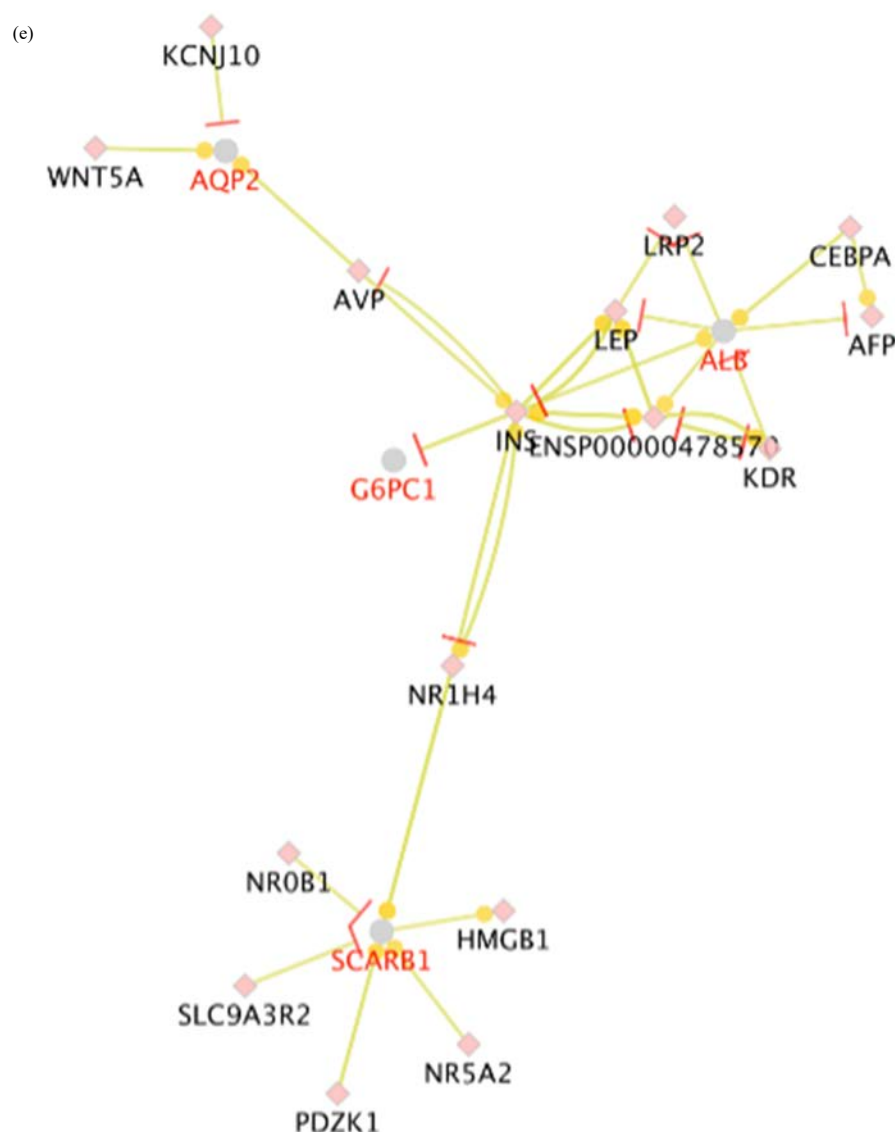 (e)
KCNJ10
WNT5A
AQP2
LRP2
CEBPA
AVP
LEP
ALB
AFP
INS
ENSP00000478570
KDR
G6PC1
NR1H4
NR0B1
HMGB1
SCARB1
SLC9A3R2
NR5A2
PDZK1